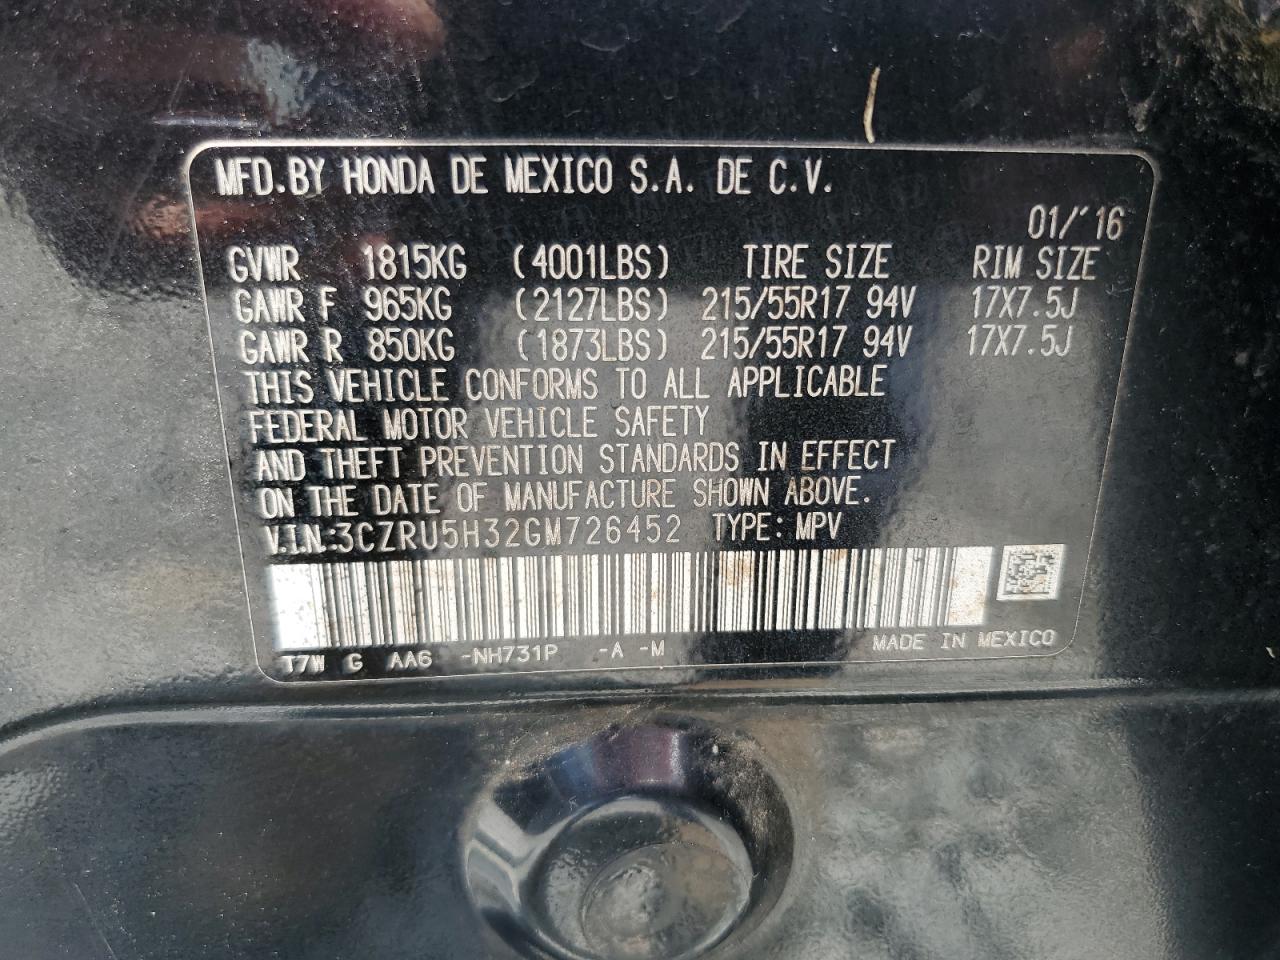 MFD.BY HONDA DE MEXICO S.A. DE C.V.
01/'16
GVWR 1815KG (4001LBS) TIRE SIZE RIM SIZE
GAWR F 965KG (2127LBS) 215/55R17 94V 17X7.5J
GAWR R 850KG (1873LBS) 215/55R17 94V 17X7.5J
THIS VEHICLE CONFORMS TO ALL APPLICABLE
FEDERAL MOTOR VEHICLE SAFETY
AND THEFT PREVENTION STANDARDS IN EFFECT
ON THE DATE OF MANUFACTURE SHOWN ABOVE.
V.I.N.:3CZRU5H32GM726452 TYPE: MPV
T7W G AA6 -NH731P -A -M MADE IN MEXICO